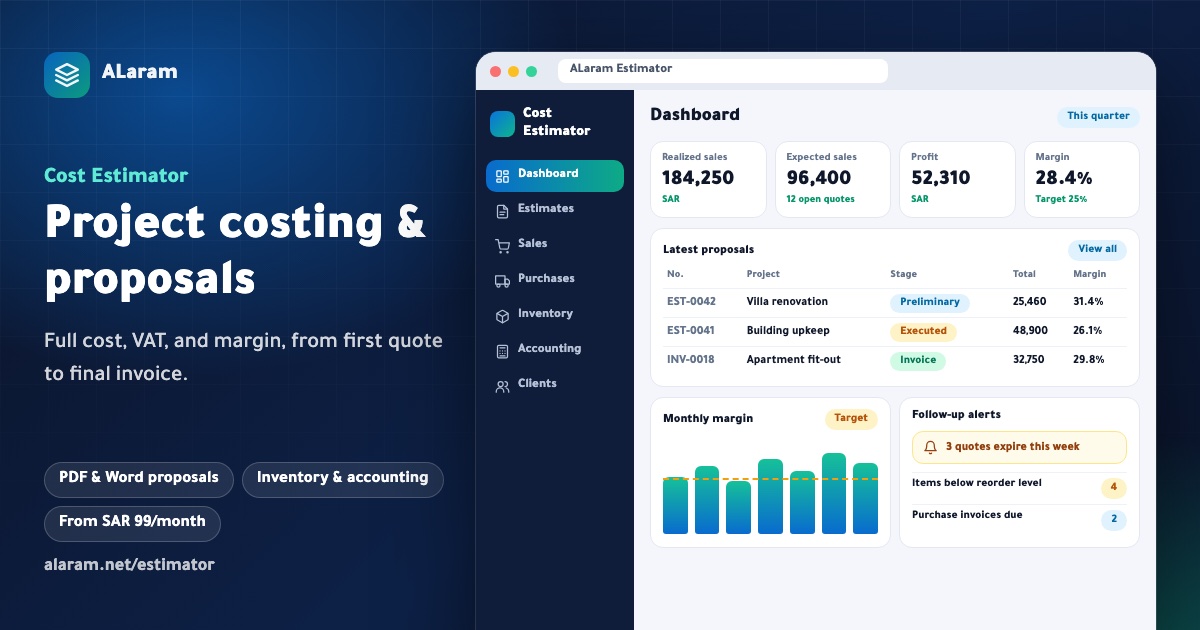 ALaram
Cost Estimator
Project costing &
proposals
Full cost, VAT, and margin, from first quote
to final invoice.
PDF & Word proposals
Inventory & accounting
From SAR 99/month
alaram.net/estimator
ALaram Estimator
Cost
Estimator
Dashboard
Estimates
Sales
Purchases
Inventory
Accounting
Clients
Dashboard
This quarter
Realized sales
184,250
SAR
Expected sales
96,400
12 open quotes
Profit
52,310
SAR
Margin
28.4%
Target 25%
Latest proposals
View all
No. Project Stage Total Margin
EST-0042 Villa renovation Preliminary 25,460 31.4%
EST-0041 Building upkeep Executed 48,900 26.1%
INV-0018 Apartment fit-out Invoice 32,750 29.8%
Monthly margin
Target
Follow-up alerts
3 quotes expire this week
Items below reorder level 4
Purchase invoices due 2